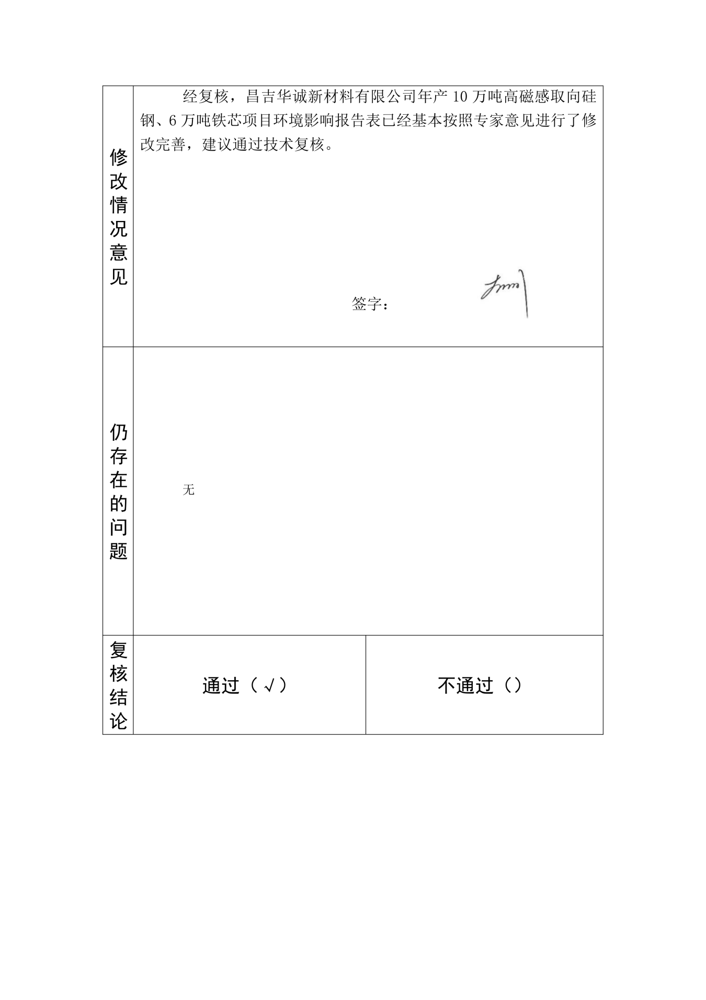 修改情况意见
经复核，昌吉华诚新材料有限公司年产 10 万吨高磁感取向硅
钢、6 万吨铁芯项目环境影响报告表已经基本按照专家意见进行了修
改完善，建议通过技术复核。
签字：
仍存在的问题
无
复核结论
通过（√）
不通过（）